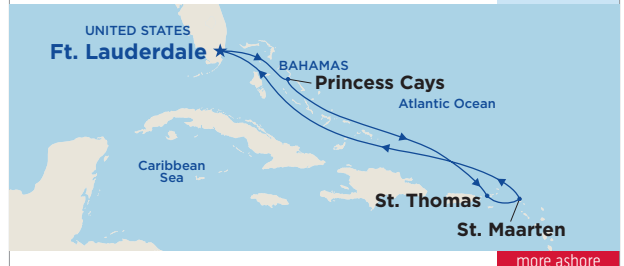 UNITED STATES
Ft. Lauderdale
BAHAMAS
Princess Cays
Atlantic Ocean
Caribbean
Sea
St. Thomas
St. Maarten
more ashore